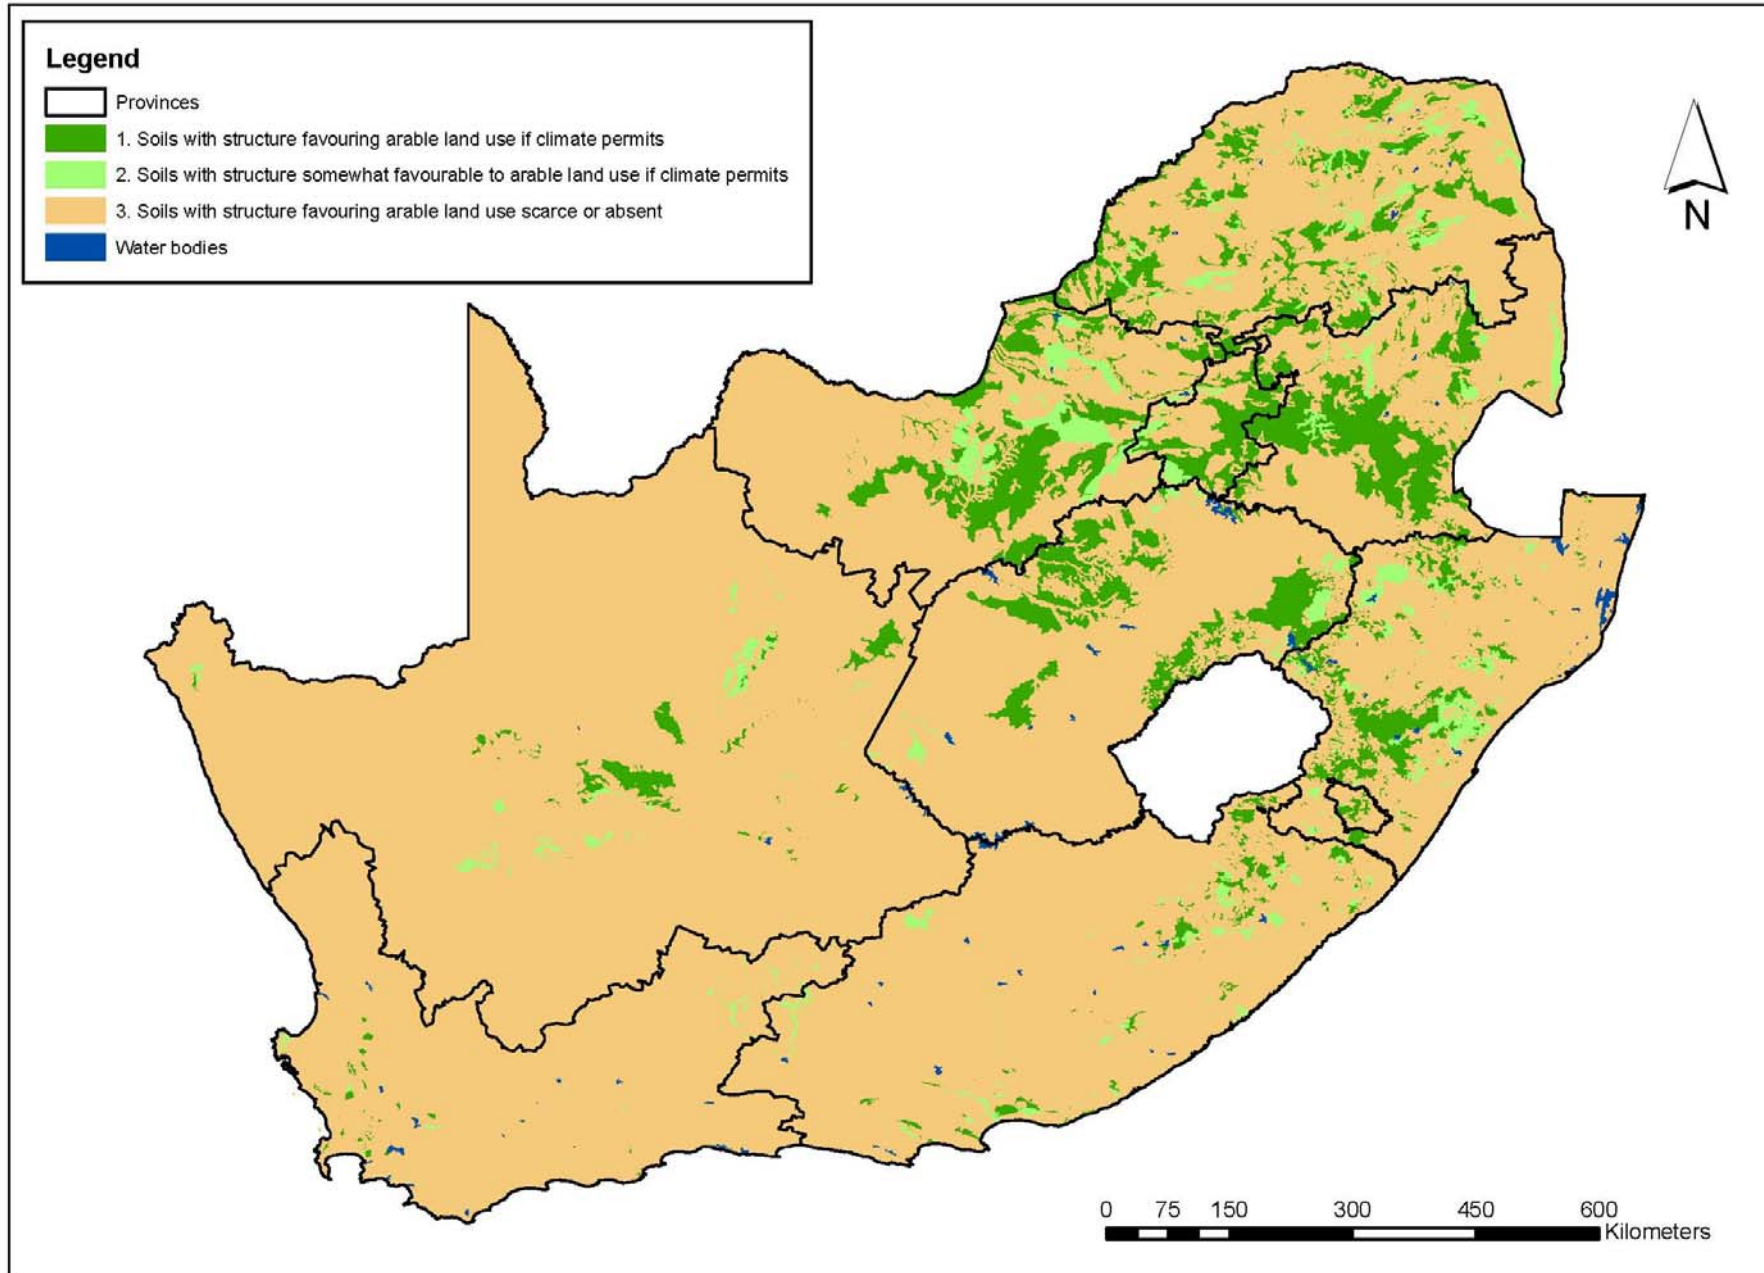 Legend
Provinces
1. Soils with structure favouring arable land use if climate permits
2. Soils with structure somewhat favourable to arable land use if climate permits
3. Soils with structure favouring arable land use scarce or absent
Water bodies
N
0 75 150 300 450 600
Kilometers